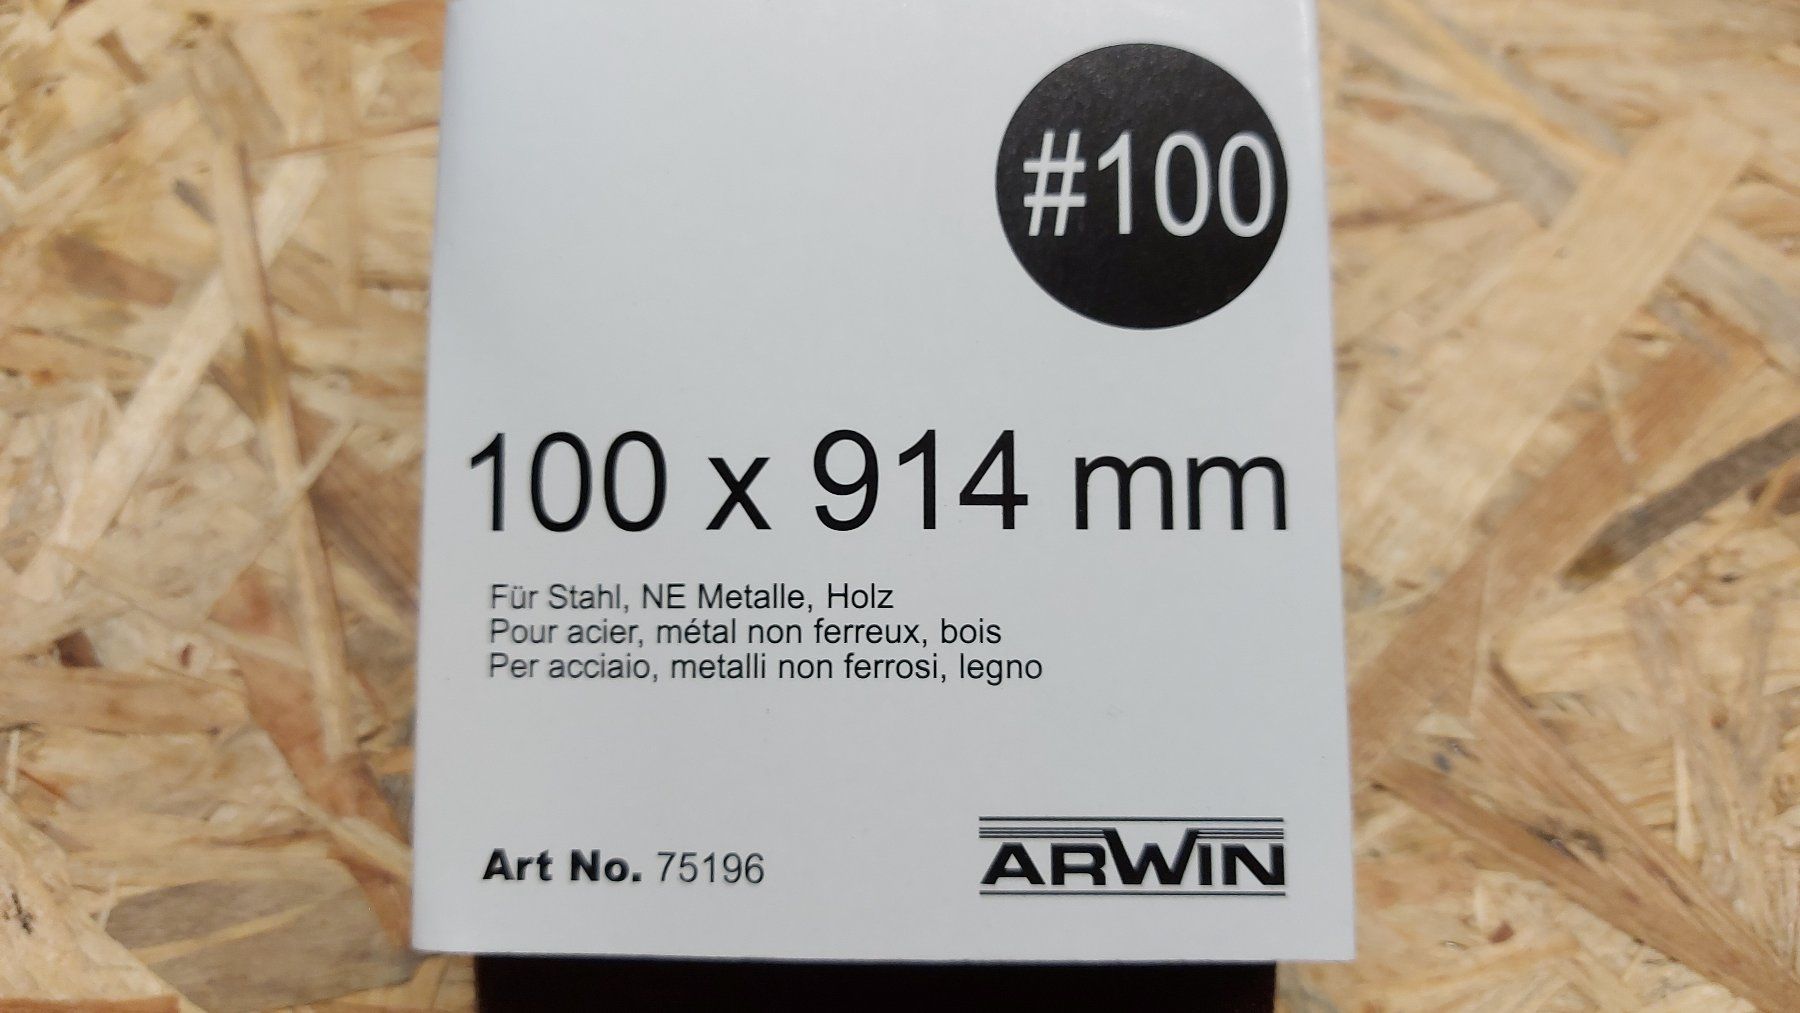 #100
100 x 914 mm
Für Stahl, NE Metalle, Holz
Pour acier, métal non ferreux, bois
Per acciaio, metalli non ferrosi, legno
Art No. 75196
ARWIN